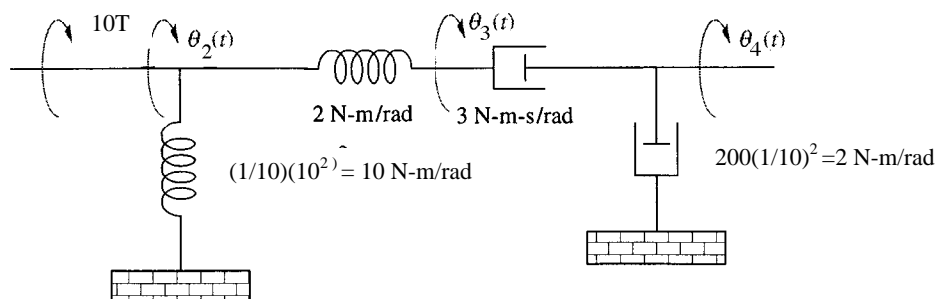 10T
θ₂(t)
θ₃(t)
θ₄(t)
2 N-m/rad
3 N-m-s/rad
(1/10)(10²⁾ = 10 N-m/rad
200(1/10)² =2 N-m/rad